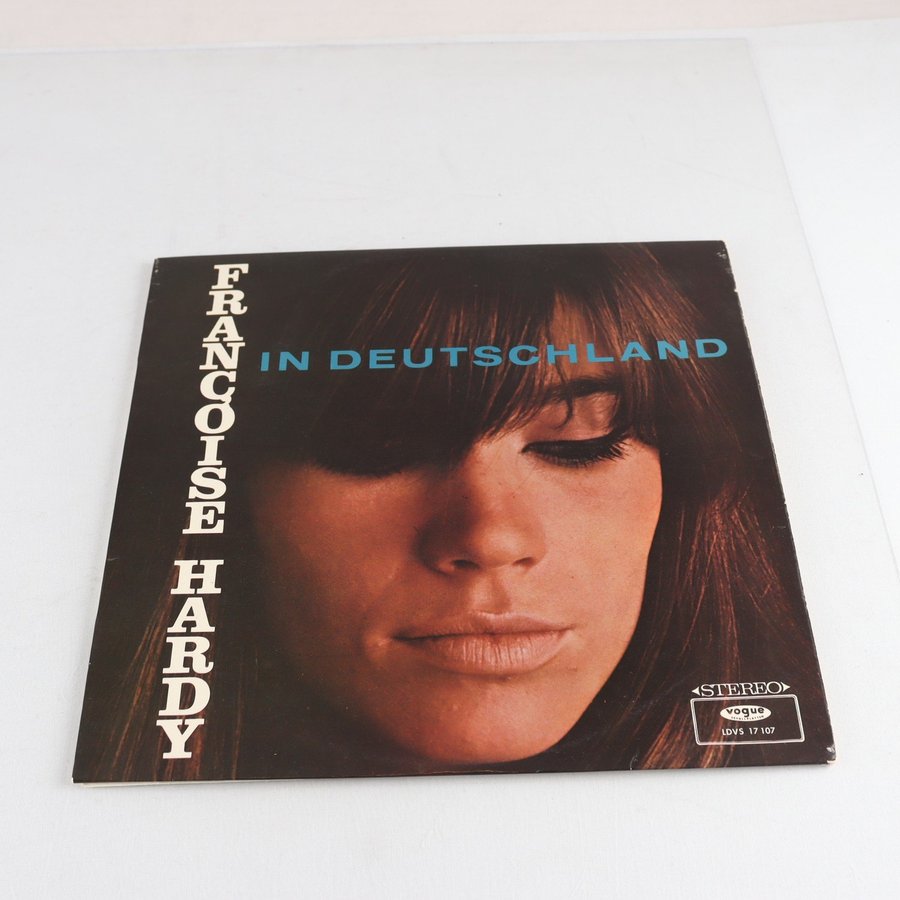 FRANÇOISE HARDY
IN DEUTSCHLAND
STEREO
vogue
LDVS 17 107